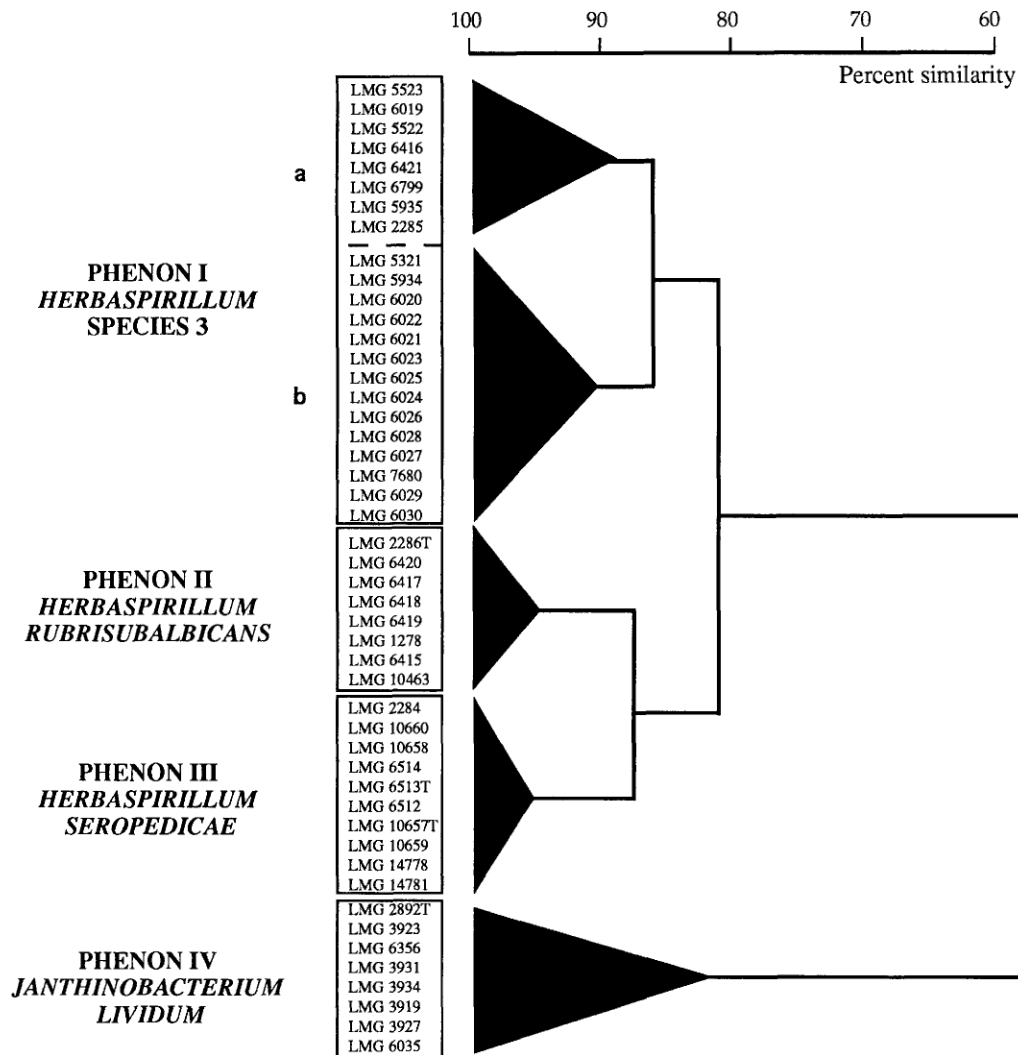 100 90 80 70 60
Percent similarity
a
LMG 5523
LMG 6019
LMG 5522
LMG 6416
LMG 6421
LMG 6799
LMG 5935
LMG 2285
PHENON I
HERBASPIRILLUM
SPECIES 3
b
LMG 5321
LMG 5934
LMG 6020
LMG 6022
LMG 6021
LMG 6023
LMG 6025
LMG 6024
LMG 6026
LMG 6028
LMG 6027
LMG 7680
LMG 6029
LMG 6030
PHENON II
HERBASPIRILLUM
RUBRISUBALBICANS
LMG 2286T
LMG 6420
LMG 6417
LMG 6418
LMG 6419
LMG 1278
LMG 6415
LMG 10463
PHENON III
HERBASPIRILLUM
SEROPEDICAE
LMG 2284
LMG 10660
LMG 10658
LMG 6514
LMG 6513T
LMG 6512
LMG 10657T
LMG 10659
LMG 14778
LMG 14781
PHENON IV
JANTHINOBACTERIUM
LIVIDUM
LMG 2892T
LMG 3923
LMG 6356
LMG 3931
LMG 3934
LMG 3919
LMG 3927
LMG 6035